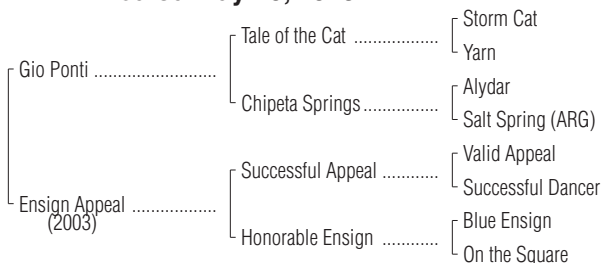 Storm Cat
Tale of the Cat ..................
Yarn
Gio Ponti ..........................
Alydar
Chipeta Springs ................
Salt Spring (ARG)
Valid Appeal
Successful Appeal ............
Successful Dancer
Ensign Appeal ..................
(2003)
Blue Ensign
Honorable Ensign ............
On the Square